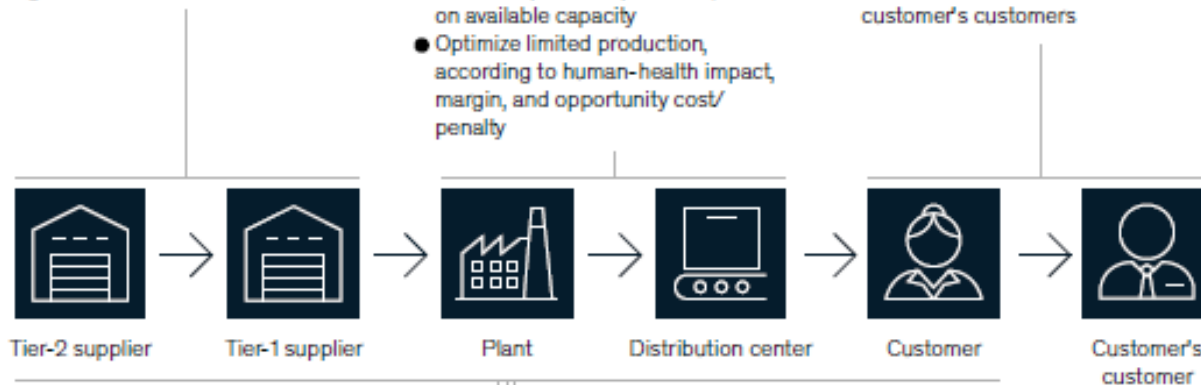 on available capacity
● Optimize limited production,
according to human-health impact,
margin, and opportunity cost/
penalty
customer's customers
Tier-2 supplier
Tier-1 supplier
Plant
Distribution center
Customer
Customer's
customer